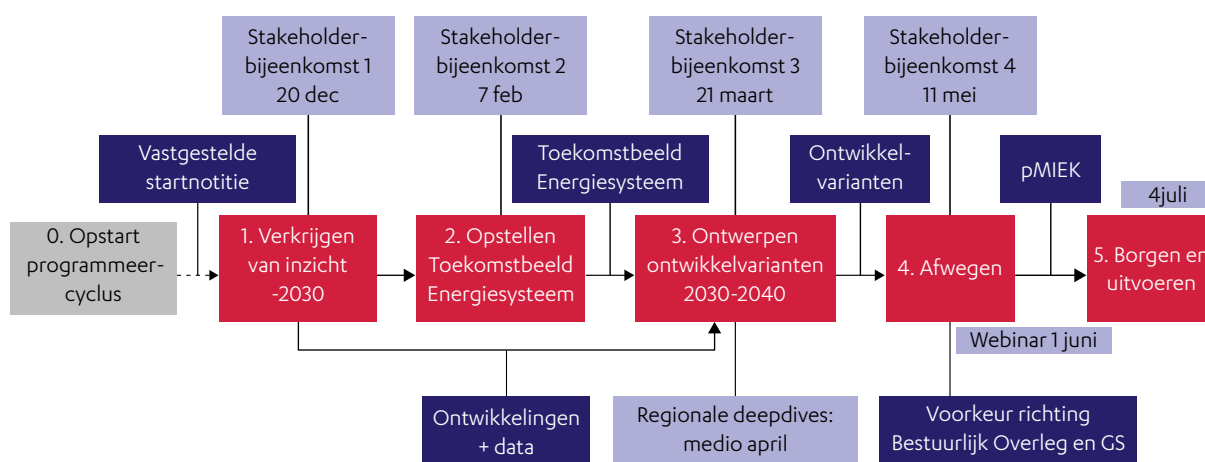 Stakeholder-
bijeenkomst 1
20 dec
Stakeholder-
bijeenkomst 2
7 feb
Stakeholder-
bijeenkomst 3
21 maart
Stakeholder-
bijeenkomst 4
11 mei
Vastgestelde
startnotitie
Toekomstbeeld
Energiesysteem
Ontwikkel-
varianten
pMIEK
4juli
0. Opstart
programmeer-
cyclus
1. Verkrijgen
van inzicht
-2030
2. Opstellen
Toekomstbeeld
Energiesysteem
3. Ontwerpen
ontwikkelvarianten
2030-2040
4. Afwegen
5. Borgen en
uitvoeren
Webinar 1 juni
Ontwikkelingen
+ data
Regionale deepdives:
medio april
Voorkeur richting
Bestuurlijk Overleg en GS